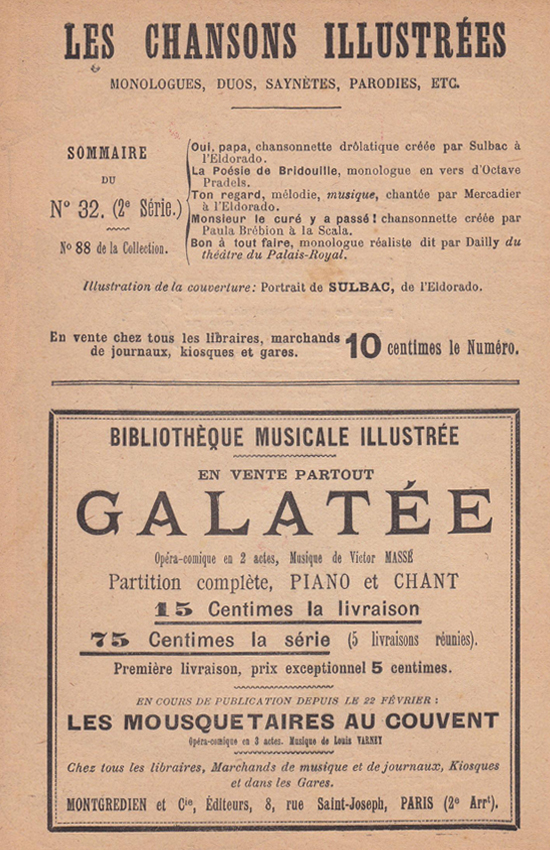 LES CHANSONS ILLUSTRÉES
MONOLOGUES, DUOS, SAYNÈTES, PARODIES, ETC.
SOMMAIRE
DU
N° 32. (2e Série.)
N° 88 de la Collection.
Oui, papa, chansonnette drôlatique créée par Sulbac à
l'Eldorado.
La Poésie de Bridouille, monologue en vers d'Octave
Pradels.
Ton regard, mélodie, musique, chantée par Mercadier
à l'Eldorado.
Monsieur le curé y a passé! chansonnette créée par
Paula Brébion à la Scala.
Bon à tout faire, monologue réaliste dit par Dailly du
théâtre du Palais-Royal.
Illustration de la couverture: Portrait de SULBAC, de l'Eldorado.
En vente chez tous les libraires, marchands
de journaux, kiosques et gares.
10 centimes le Numéro.
BIBLIOTHÈQUE MUSICALE ILLUSTRÉE
EN VENTE PARTOUT
GALATÉE
Opéra-comique en 2 actes, Musique de Victor MASSÉ
Partition complète, PIANO et CHANT
15 Centimes la livraison
75 Centimes la série (5 livraisons réunies).
Première livraison, prix exceptionnel 5 centimes.
EN COURS DE PUBLICATION DEPUIS LE 22 FÉVRIER :
LES MOUSQUETAIRES AU COUVENT
Opéra-comique en 3 actes. Musique de Louis VARNEY
Chez tous les libraires, Marchands de musique et de journaux, Kiosques
et dans les Gares.
MONTGREDIEN et Cie, Éditeurs, 8, rue Saint-Joseph, PARIS (2e Arrt).